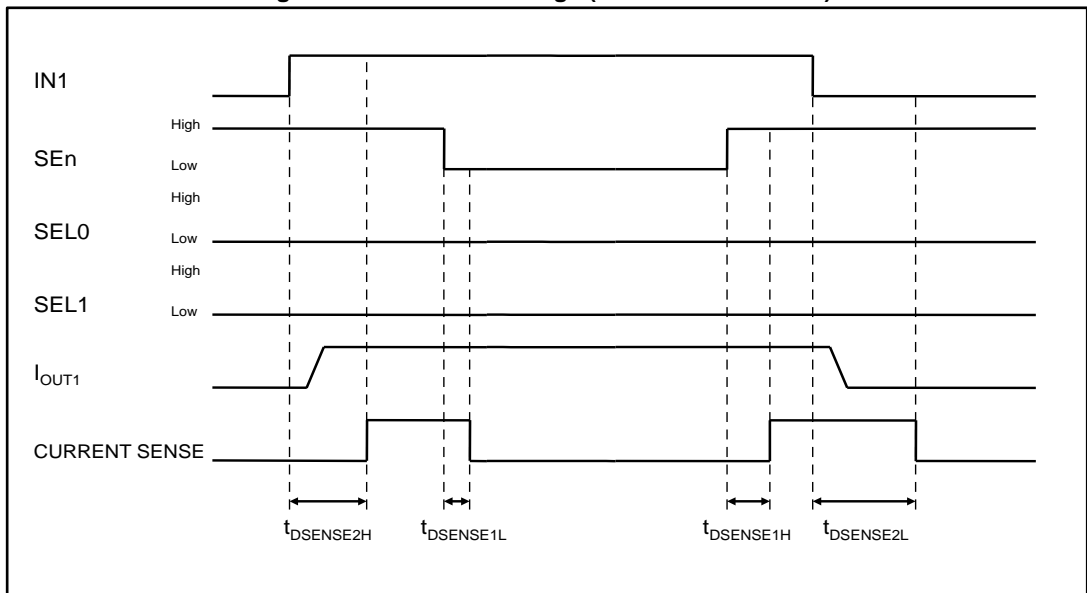 IN1
High
SEn
Low
High
SEL0
Low
High
SEL1
Low
IOUT1
CURRENT SENSE
tDSENSE2H
tDSENSE1L
tDSENSE1H
tDSENSE2L